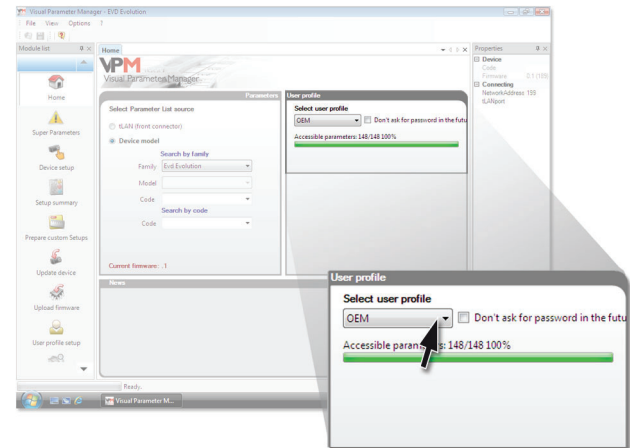 Visual Parameter Manager - EVD Evolution
File View Options ?
Module list
Home
Super Parameters
Device setup
Setup summary
Prepare custom Setups
Update device
Upload firmware
User profile setup
Home
VPM
Visual Parameter Manager
Parameters
Select Parameter List source
tLAN (front connector)
Device model
Search by family
Family Evd Evolution
Model
Code
Search by code
Code
Current firmware: .1
User profile
Select user profile
OEM Don't ask for password in the futu
Accessible parameters: 148/148 100%
News
Properties
Device
Code
Firmware 0.1 (199)
Connecting
NetworkAddress 198
tLANport
Ready.
Visual Parameter M...
User profile
Select user profile
OEM Don't ask for password in the futu
Accessible parameters: 148/148 100%